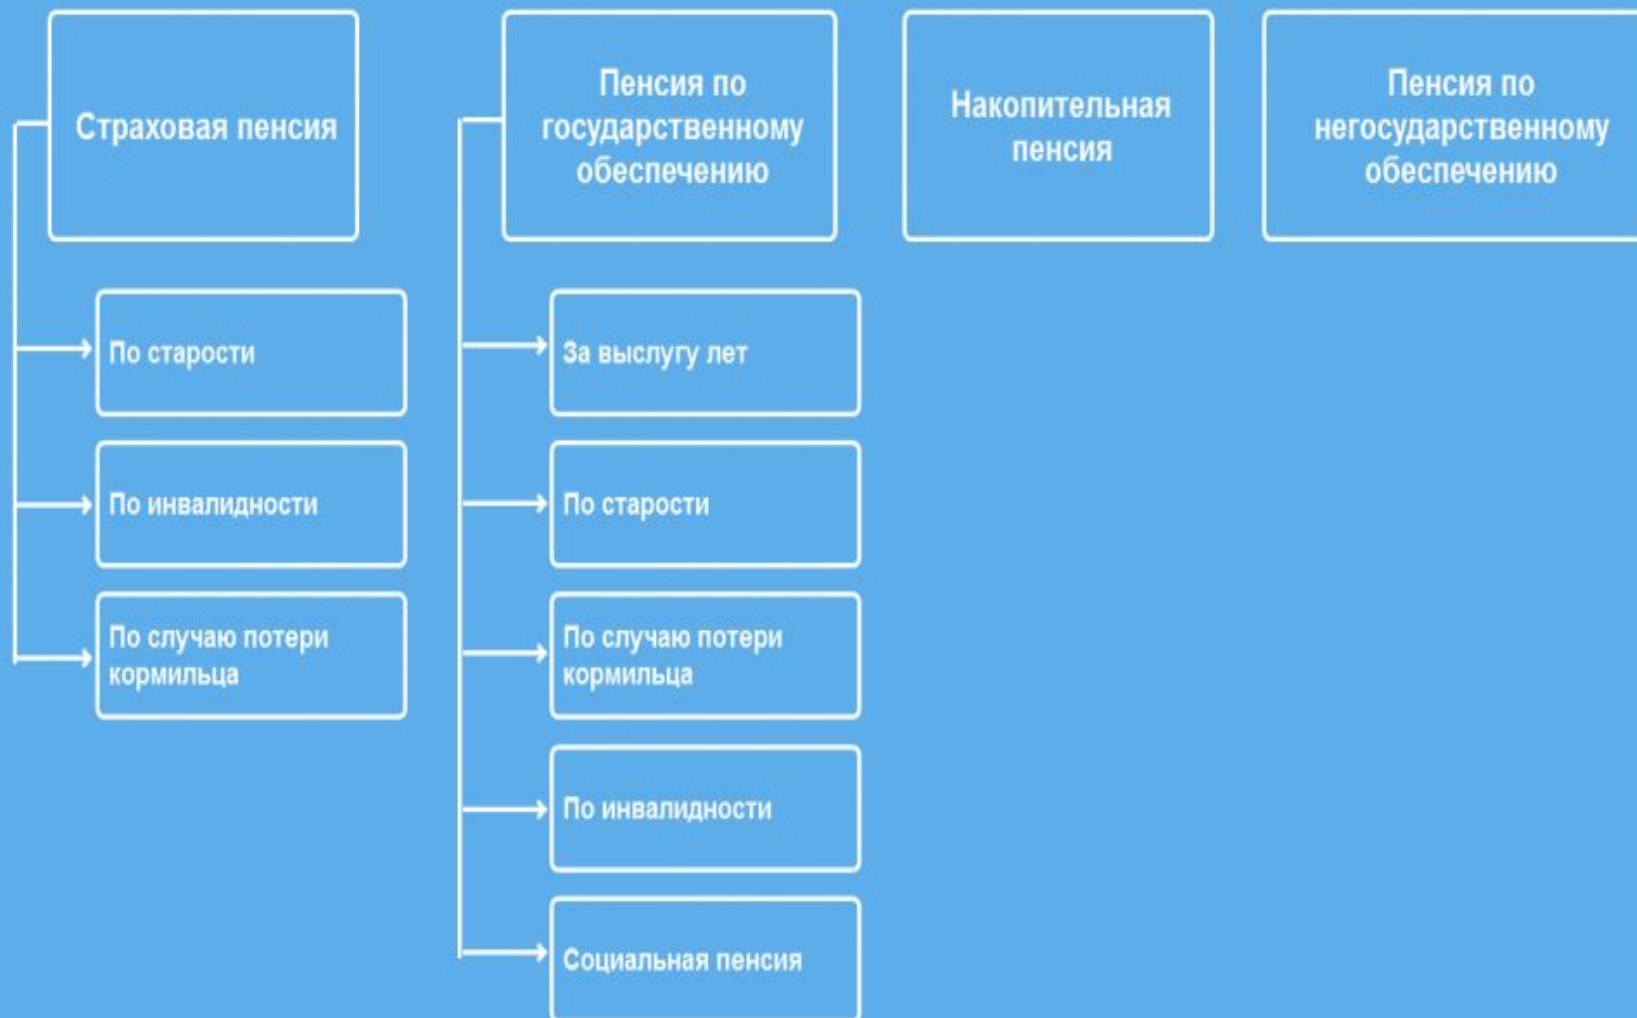 Страховая пенсия
Пенсия по
государственному
обеспечению
Накопительная
пенсия
Пенсия по
негосударственному
обеспечению
По старости
По инвалидности
По случаю потери
кормильца
За выслугу лет
По старости
По случаю потери
кормильца
По инвалидности
Социальная пенсия